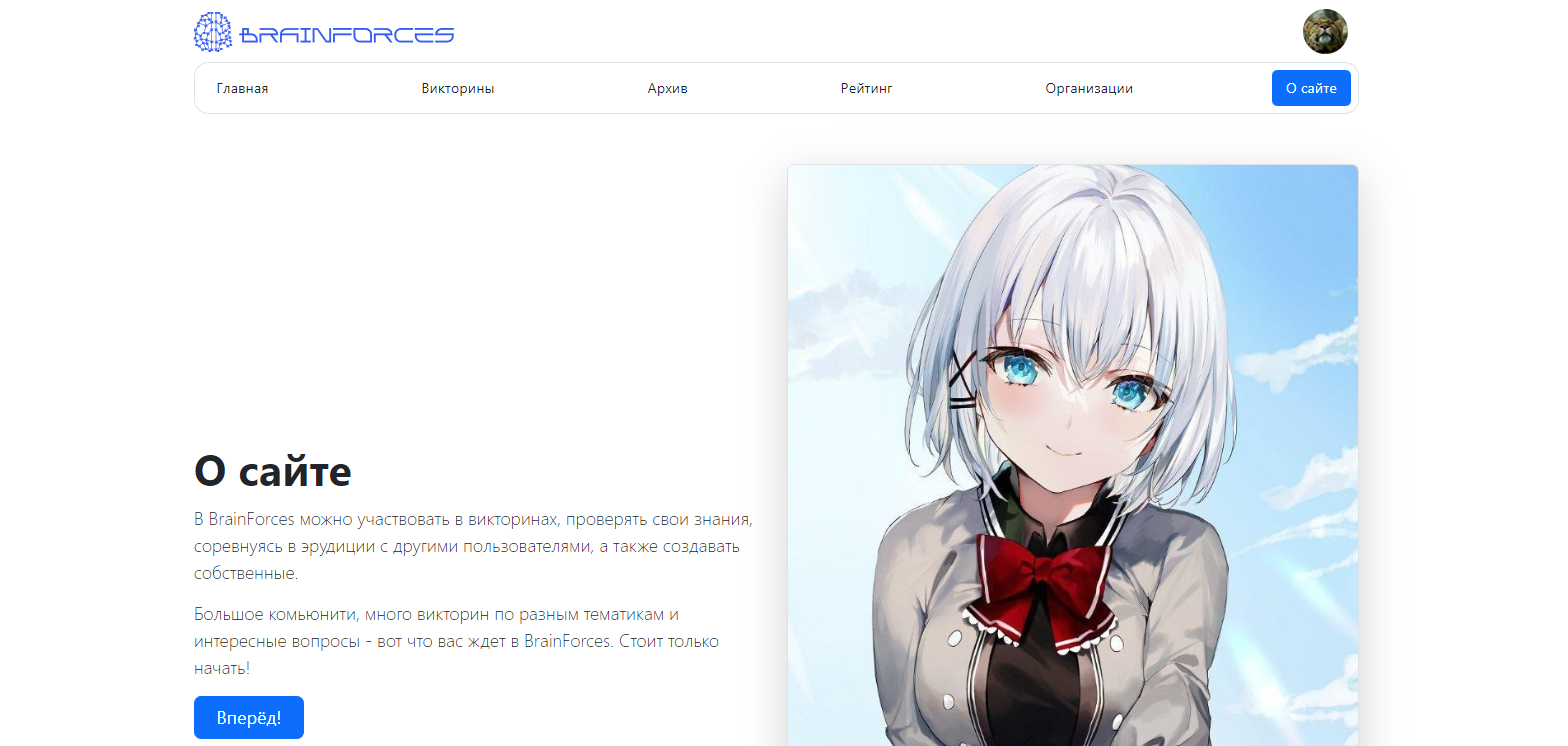 BRAINFORCES
Главная Викторины Архив Рейтинг Организации О сайте
О сайте
В BrainForces можно участвовать в викторинах, проверять свои знания,
соревнуясь в эрудиции с другими пользователями, а также создавать
собственные.
Большое комьюнити, много викторин по разным тематикам и
интересные вопросы - вот что вас ждет в BrainForces. Стоит только
начать!
Вперёд!